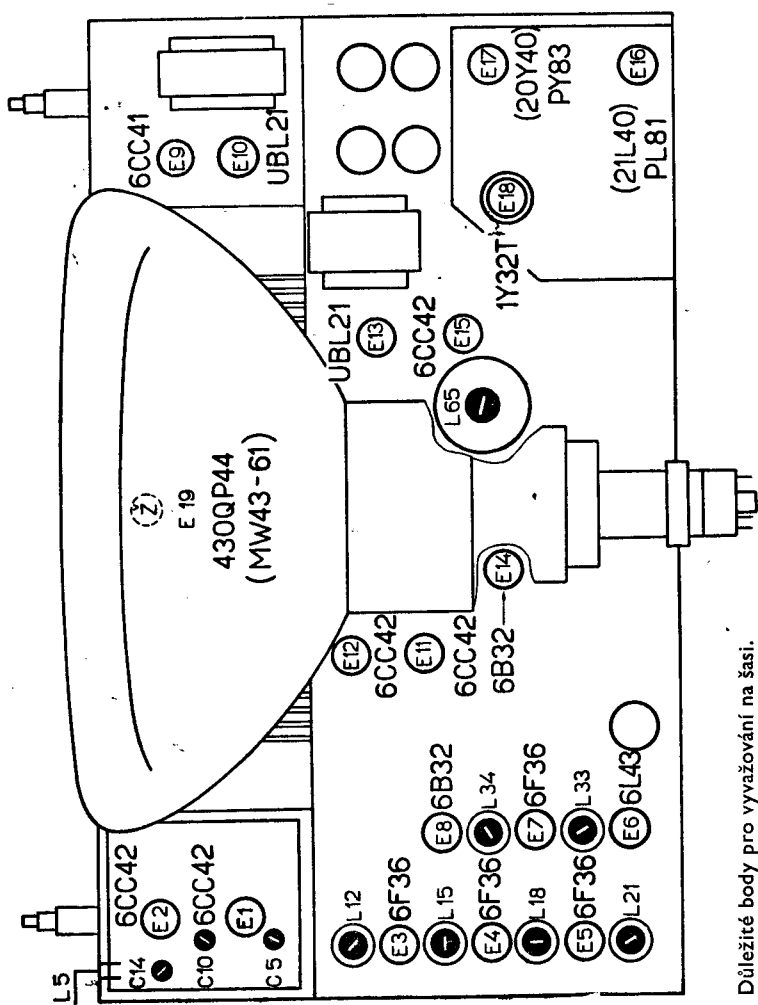 L5
C14
6CC42
E2
C10
6CC42
E1
C5
6CC41
E9
E10
UBL21
Ž
E 19
430QP44
(MW43-61)
L12
E3
6F36
L15
E4
6F36
L18
E5
6F36
L21
E8
6B32
L34
E7
6F36
L33
E6
6L43
E12
6CC42
E11
6CC42
E14
6B32
UBL21
E13
6CC42
E15
L65
1Y32T
E18
E17
(20Y40)
PY83
(21L40)
PL81
E16
Důležité body pro vyvažování na šasi.